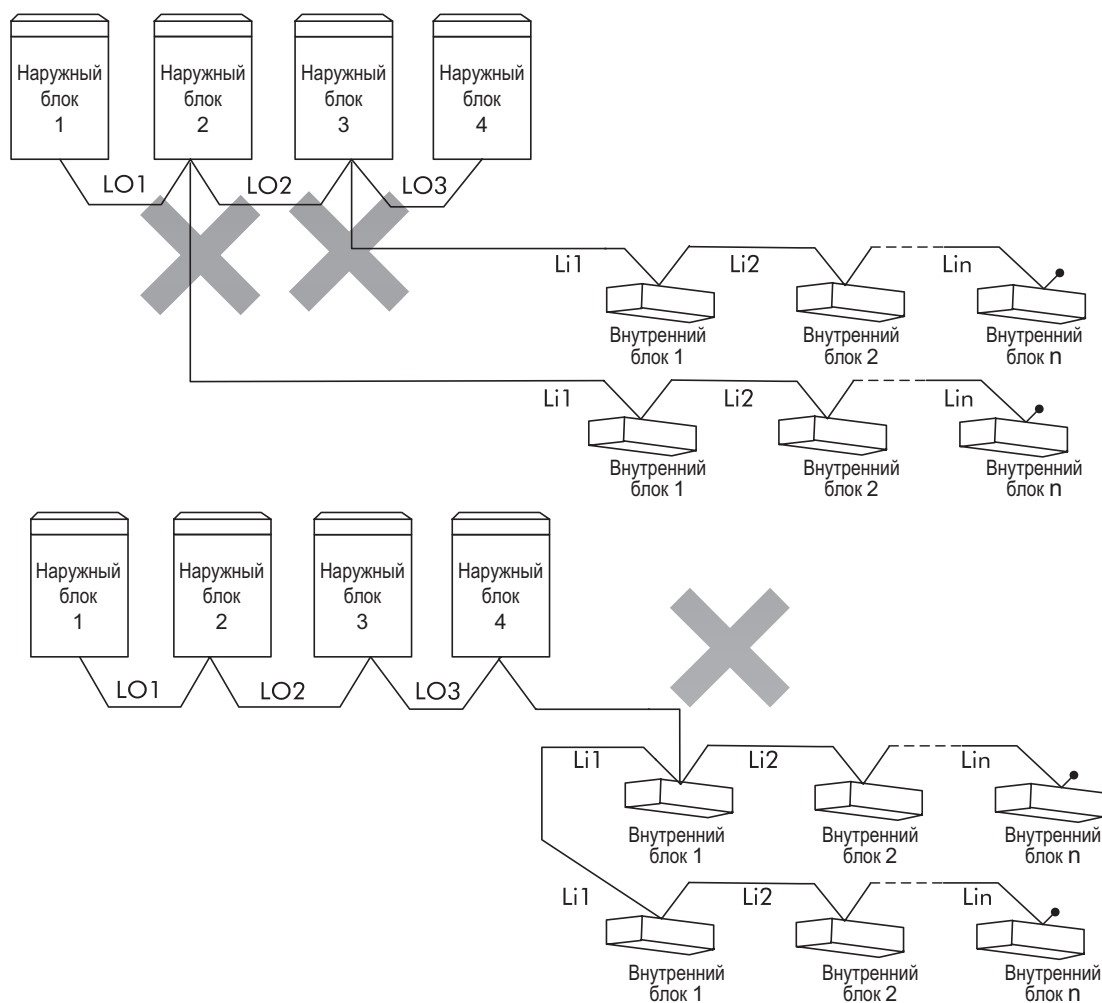 Наружный
блок
1
Наружный
блок
2
Наружный
блок
3
Наружный
блок
4
LO1
LO2
LO3
Li1
Li2
Lin
Внутренний
блок 1
Внутренний
блок 2
Внутренний
блок n
Li1
Li2
Lin
Внутренний
блок 1
Внутренний
блок 2
Внутренний
блок n
Наружный
блок
1
Наружный
блок
2
Наружный
блок
3
Наружный
блок
4
LO1
LO2
LO3
Li1
Li2
Lin
Внутренний
блок 1
Внутренний
блок 2
Внутренний
блок n
Li1
Li2
Lin
Внутренний
блок 1
Внутренний
блок 2
Внутренний
блок n